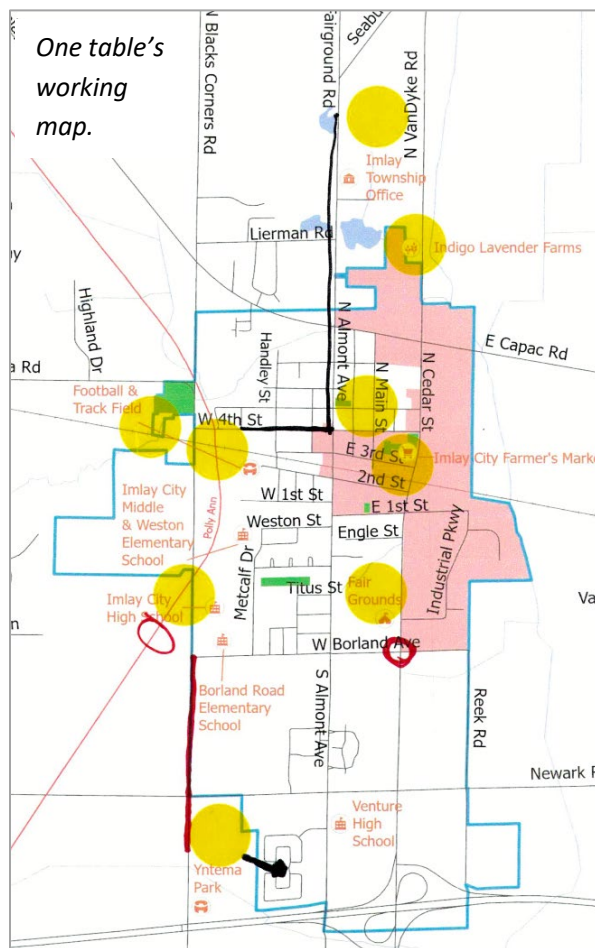 One table's
working
map.
N Blacks Corners Rd
Fairground Rd
Seabu
N VanDyke Rd
Imlay
Township
Office
Lierman Rd
Indigo Lavender Farms
Highland Dr
Handley St
N Almont Ave
N Main St
N Cedar St
E Capac Rd
a Rd
Football &
Track Field
W 4th St
E 3rd St
Imlay City Farmer's Marke
2nd St
W 1st St
E 1st St
Imlay City
Middle
& Weston
Elementary
School
Polly Ann
Weston St
Engle St
Metcalf Dr
Industrial Pkwy
Titus St
Fair
Grounds
Va
Imlay City
High School
n
W Borland Ave
Borland Road
Elementary
School
S Almont Ave
Reek Rd
Newark R
Venture
High
School
Yntema
Park